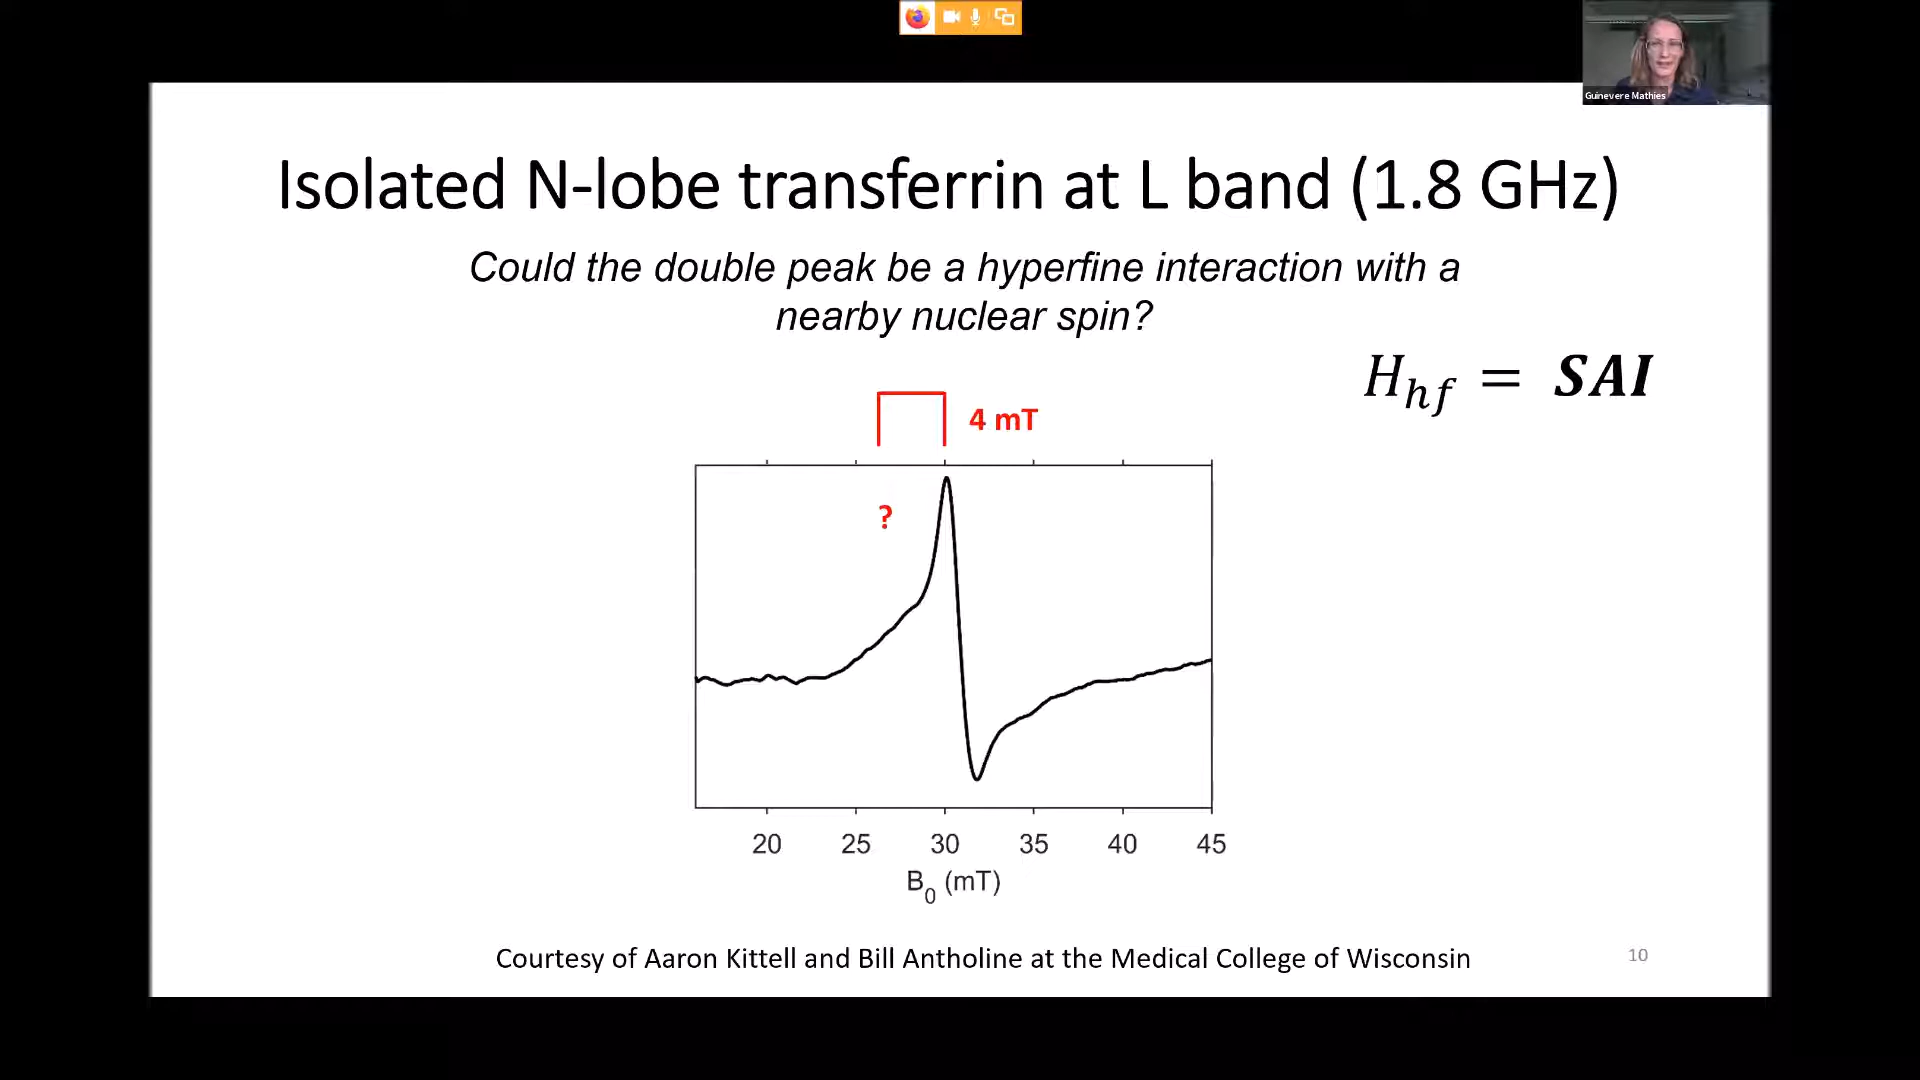 Guinevere Mathies
Isolated N-lobe transferrin at L band (1.8 GHz)
Could the double peak be a hyperfine interaction with a
nearby nuclear spin?
H_hf = SAI
4 mT
?
20 25 30 35 40 45
B_0 (mT)
Courtesy of Aaron Kittell and Bill Antholine at the Medical College of Wisconsin
10